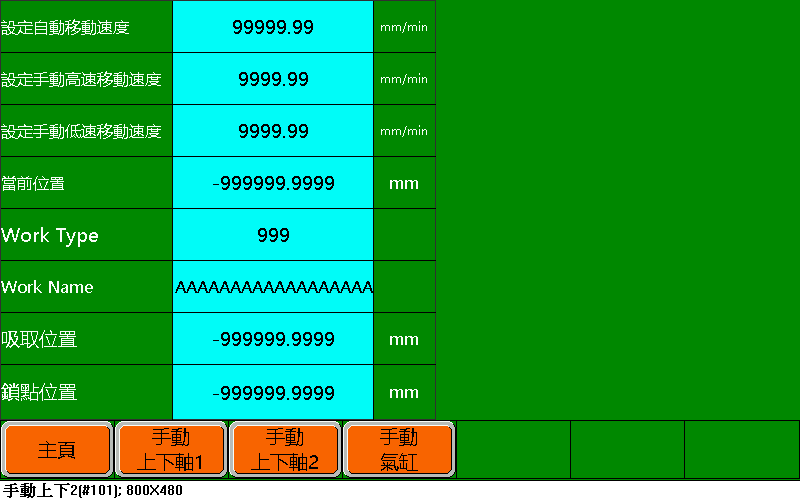 設定自動移動速度 99999.99 mm/min
設定手動高速移動速度 9999.99 mm/min
設定手動低速移動速度 9999.99 mm/min
當前位置 -999999.9999 mm
Work Type 999
Work Name AAAAAAAAAAAAAAAAAA
吸取位置 -999999.9999 mm
鎖點位置 -999999.9999 mm
主頁
手動
上下軸1
手動
上下軸2
手動
氣缸
手動上下2(#101); 800X480